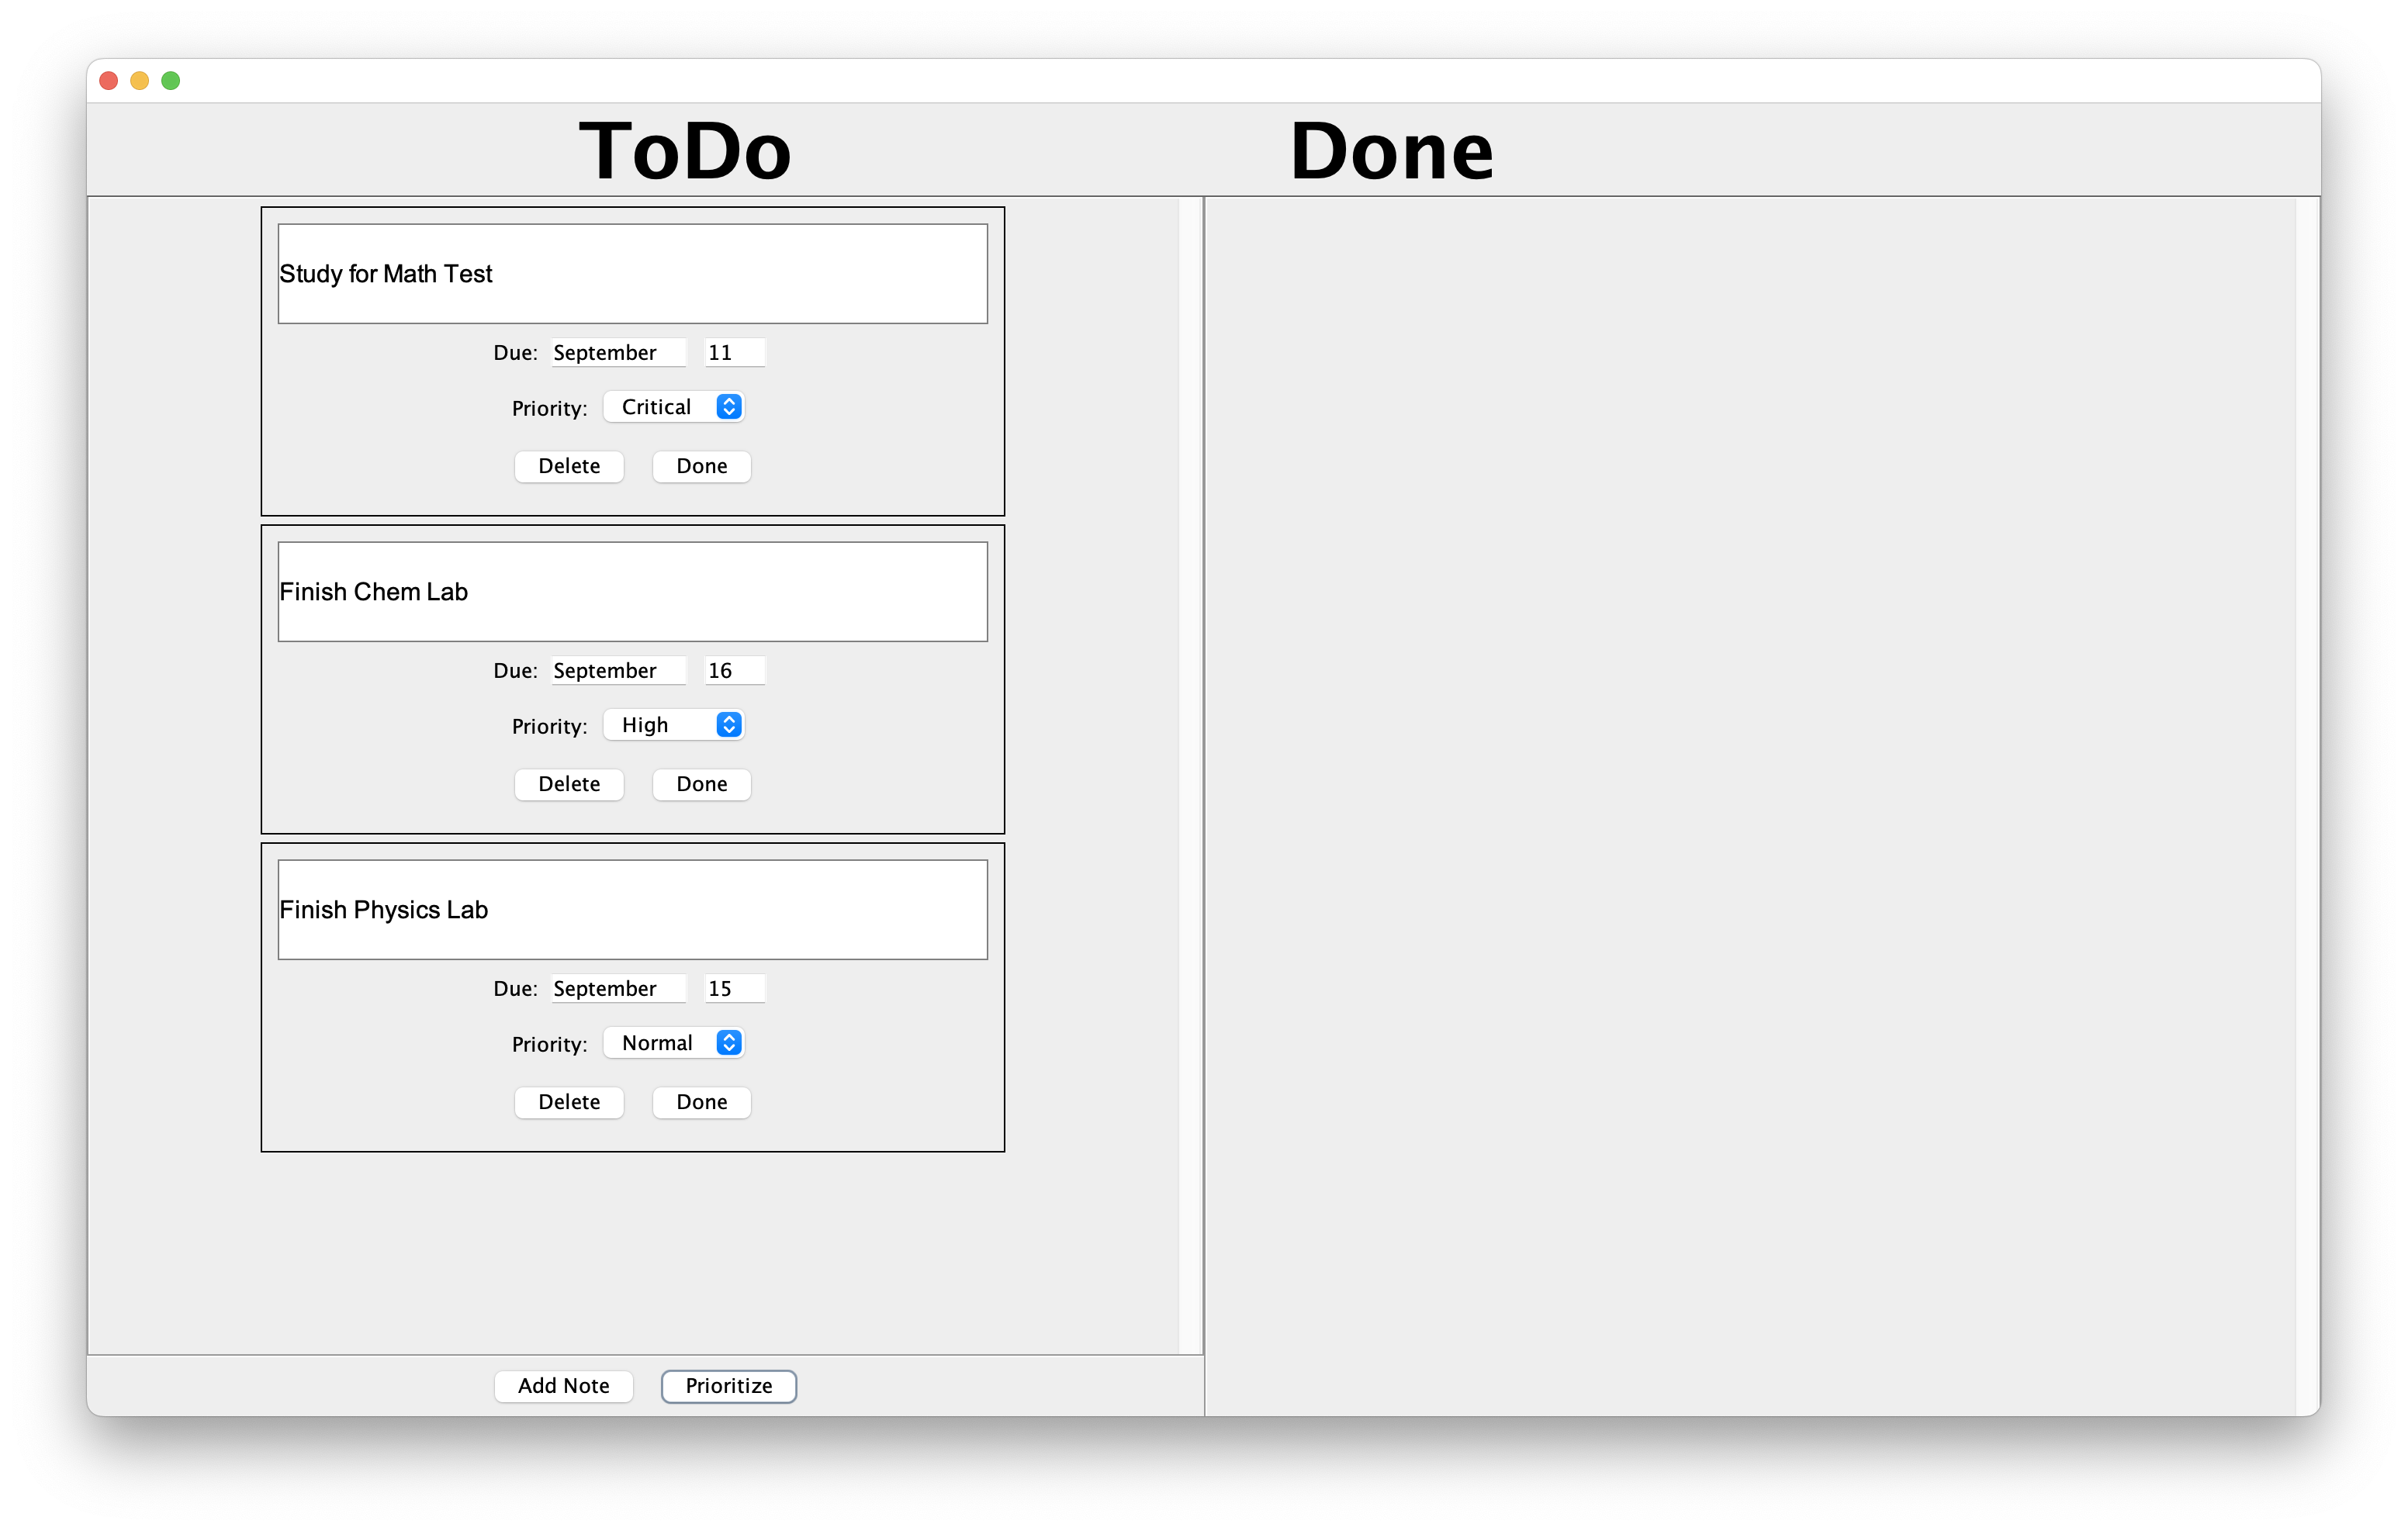 ToDo Done
Study for Math Test
Due: September 11
Priority: Critical
Delete Done
Finish Chem Lab
Due: September 16
Priority: High
Delete Done
Finish Physics Lab
Due: September 15
Priority: Normal
Delete Done
Add Note Prioritize